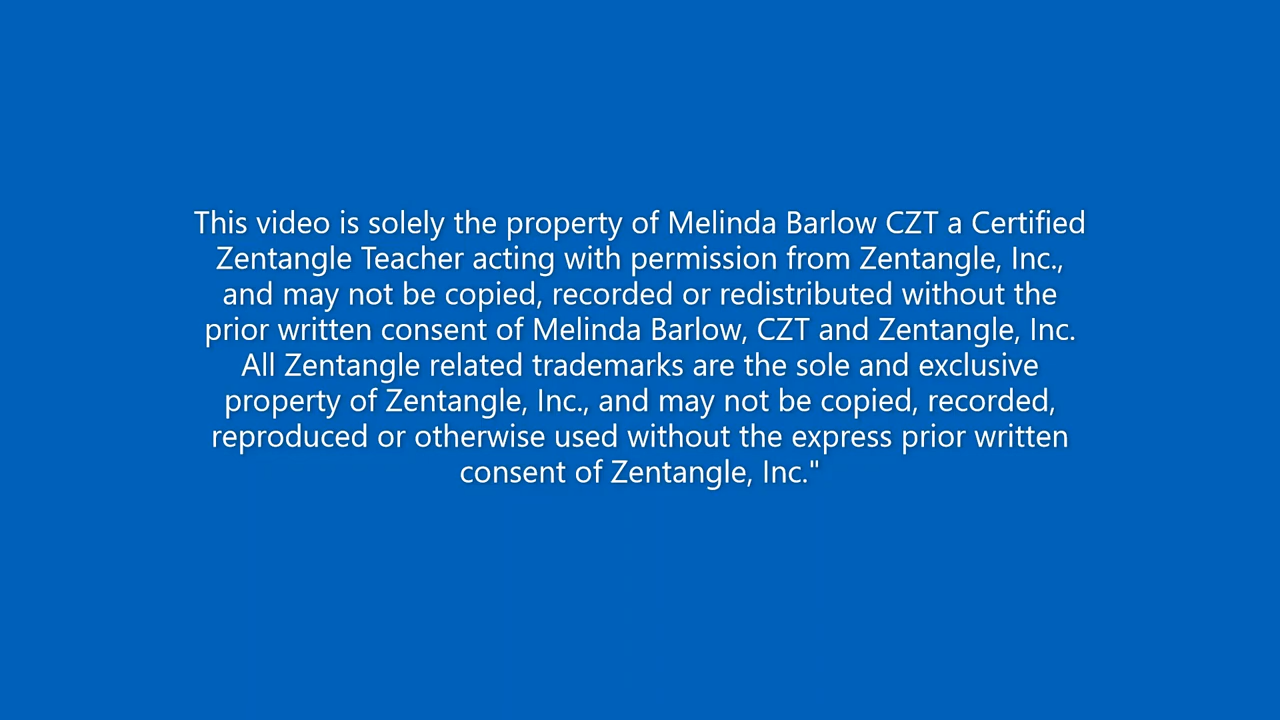 This video is solely the property of Melinda Barlow CZT a Certified
Zentangle Teacher acting with permission from Zentangle, Inc.,
and may not be copied, recorded or redistributed without the
prior written consent of Melinda Barlow, CZT and Zentangle, Inc.
All Zentangle related trademarks are the sole and exclusive
property of Zentangle, Inc., and may not be copied, recorded,
reproduced or otherwise used without the express prior written
consent of Zentangle, Inc."